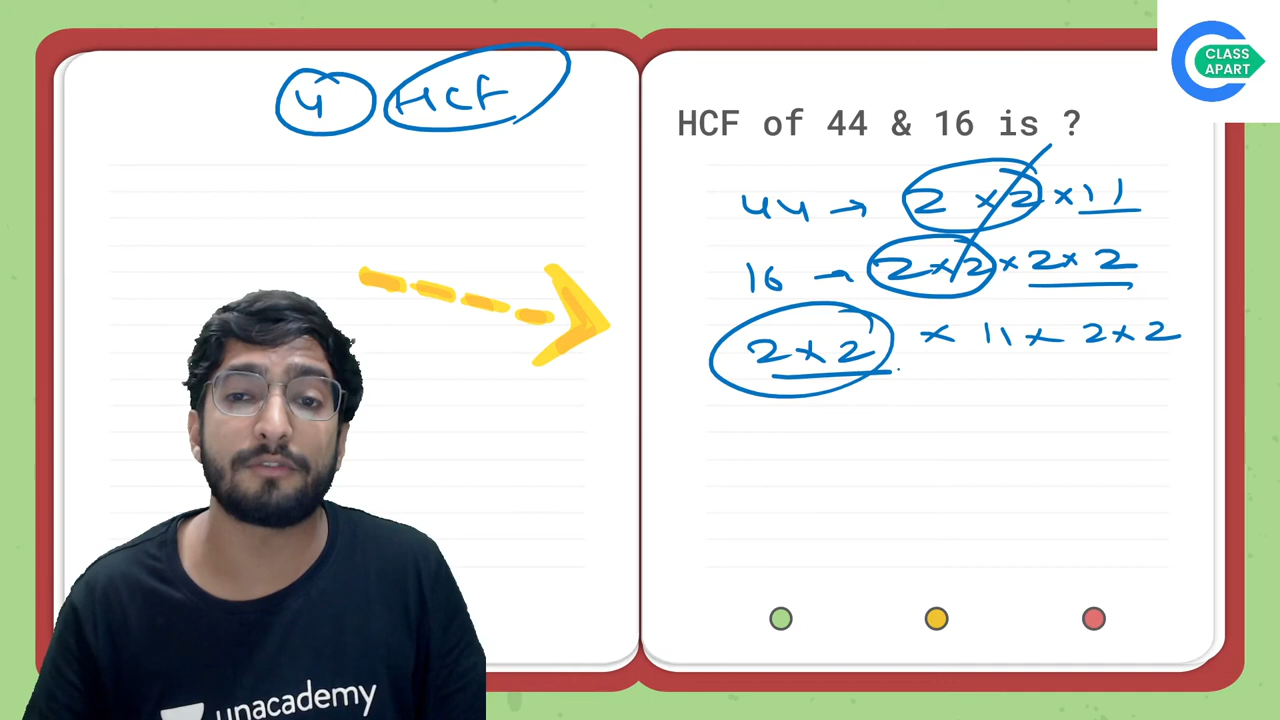 4 HCF
CLASS
APART
HCF of 44 & 16 is ?
44 → 2 × 2 × 11
16 → 2 × 2 × 2 × 2
2 × 2 × 11 × 2 × 2
unacademy